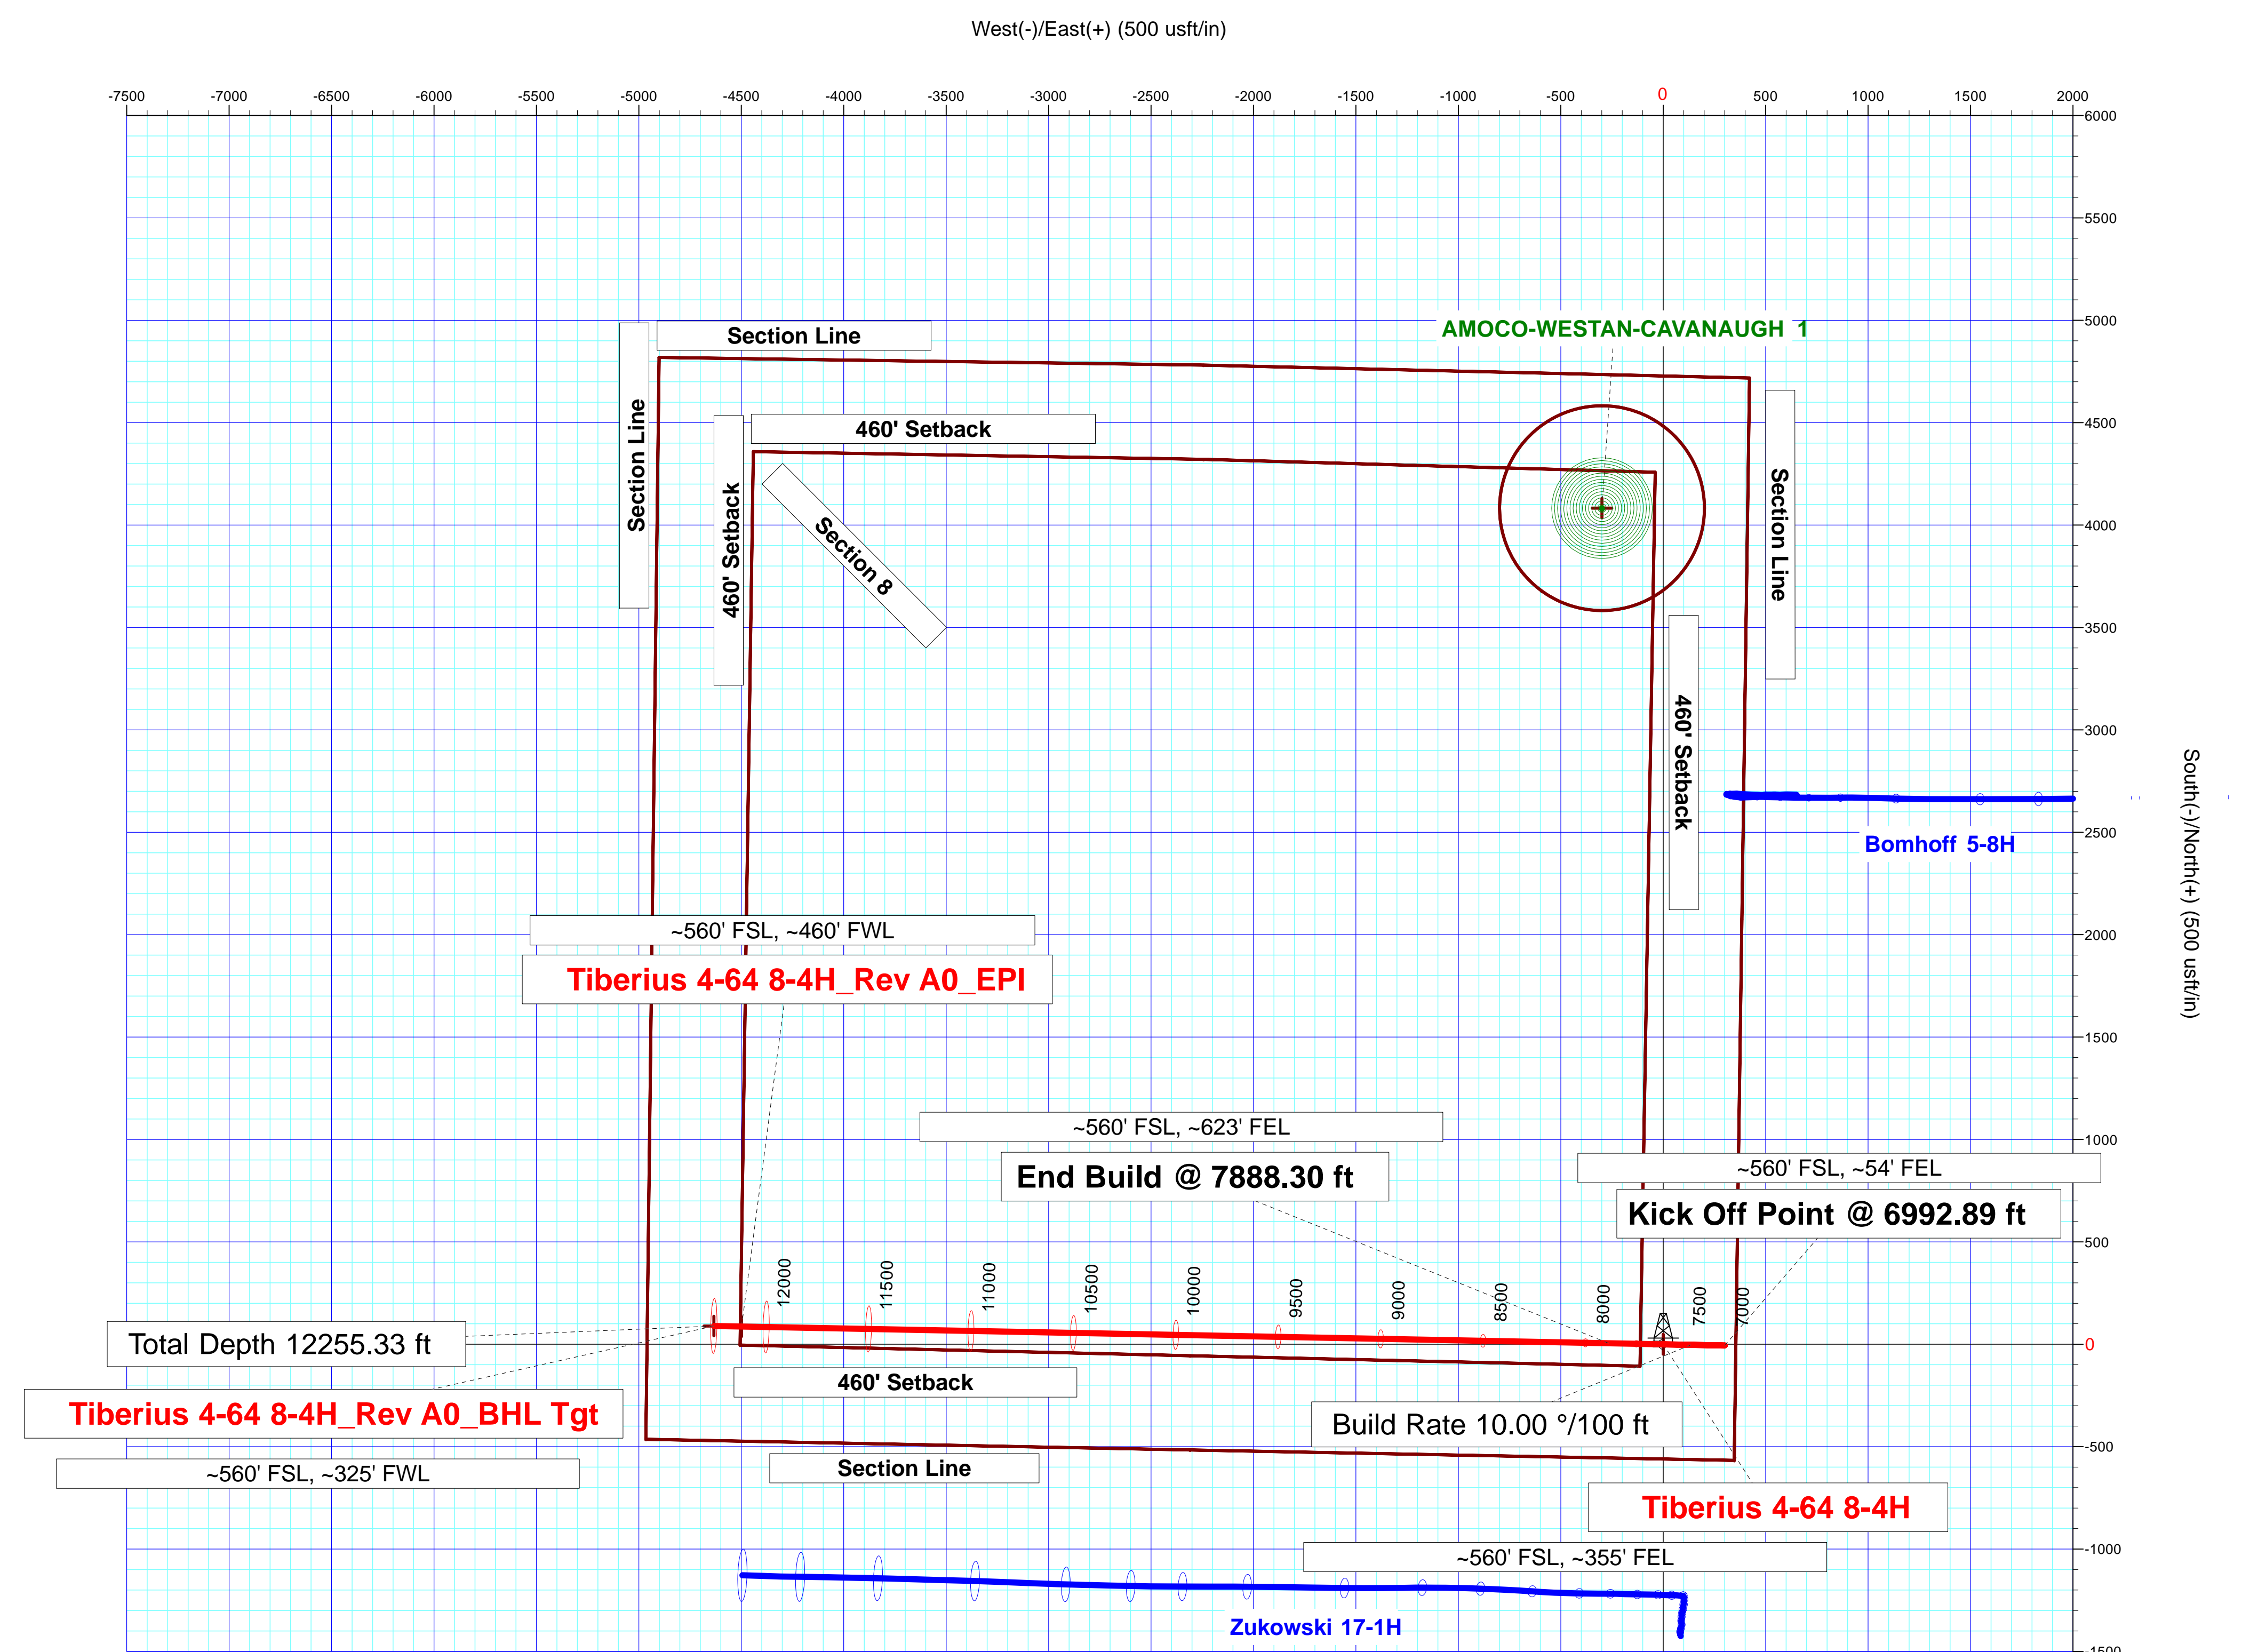 West(-)/East(+) (500 usft/in)
-7500 -7000 -6500 -6000 -5500 -5000 -4500 -4000 -3500 -3000 -2500 -2000 -1500 -1000 -500 0 500 1000 1500 2000
6000
5500
5000
4500
4000
3500
3000
2500
2000
1500
1000
500
0
-500
-1000
-1500
South(-)/North(+) (500 usft/in)
AMOCO-WESTAN-CAVANAUGH 1
Section Line
Section Line
460' Setback
460' Setback
Section 8
Section Line
460' Setback
Bomhoff 5-8H
~560' FSL, ~460' FWL
Tiberius 4-64 8-4H_Rev A0_EPI
~560' FSL, ~623' FEL
End Build @ 7888.30 ft
~560' FSL, ~54' FEL
Kick Off Point @ 6992.89 ft
12000 11500 11000 10500 10000 9500 9000 8500 8000 7500 7000
Total Depth 12255.33 ft
460' Setback
Tiberius 4-64 8-4H_Rev A0_BHL Tgt
Build Rate 10.00 °/100 ft
~560' FSL, ~325' FWL
Section Line
Tiberius 4-64 8-4H
~560' FSL, ~355' FEL
Zukowski 17-1H